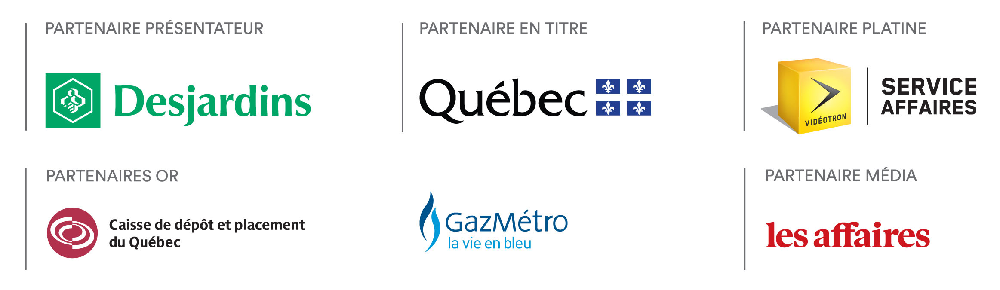 PARTENAIRE PRÉSENTATEUR
Desjardins
PARTENAIRE EN TITRE
Québec
PARTENAIRE PLATINE
VIDÉOTRON
SERVICE
AFFAIRES
PARTENAIRES OR
Caisse de dépôt et placement
du Québec
GazMétro
la vie en bleu
PARTENAIRE MÉDIA
les affaires